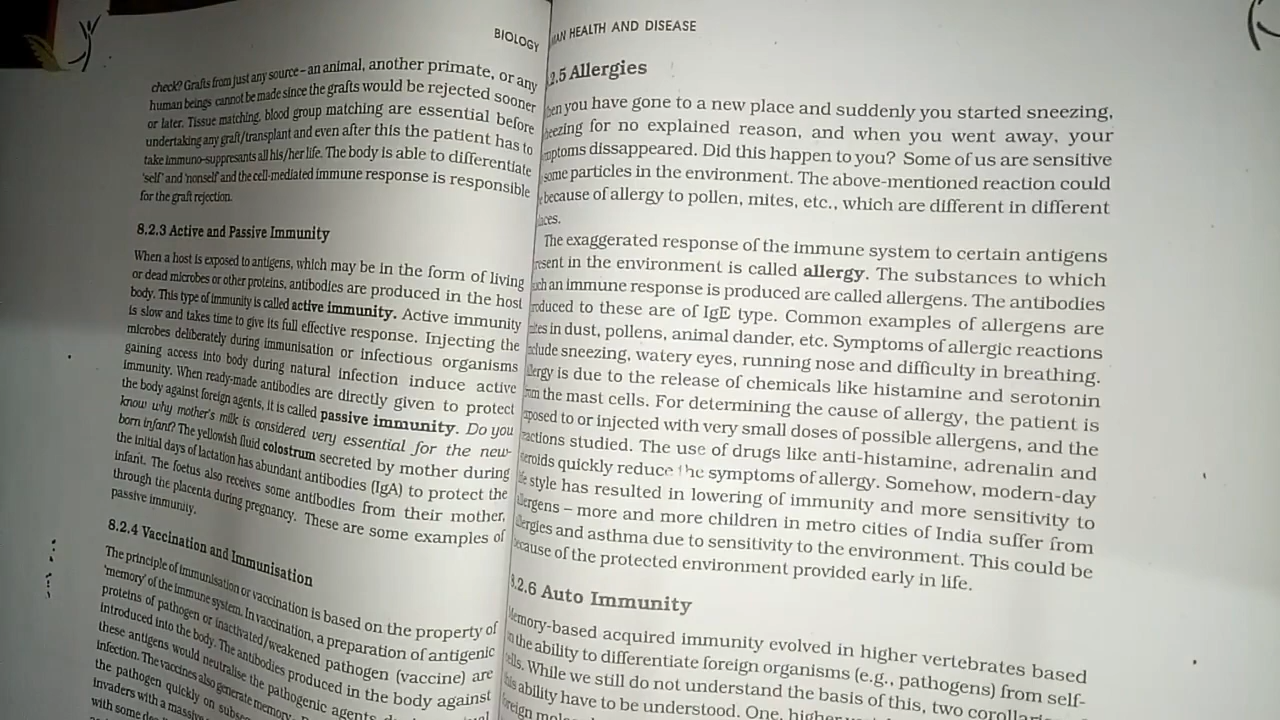 BIOLOGY
check? Grafts from just any source – an animal, another primate, or any
human beings cannot be made since the grafts would be rejected sooner
or later. Tissue matching, blood group matching are essential before
undertaking any graft/transplant and even after this the patient has to
take immuno-suppresants all his/her life. The body is able to differentiate
'self' and 'nonself' and the cell-mediated immune response is responsible
for the graft rejection.
8.2.3 Active and Passive Immunity
When a host is exposed to antigens, which may be in the form of living
or dead microbes or other proteins, antibodies are produced in the host
body. This type of immunity is called active immunity. Active immunity
is slow and takes time to give its full effective response. Injecting the
microbes deliberately during immunisation or infectious organisms
gaining access into body during natural infection induce active
immunity. When ready-made antibodies are directly given to protect
the body against foreign agents, it is called passive immunity. Do you
know why mother's milk is considered very essential for the new-
born infant? The yellowish fluid colostrum secreted by mother during
the initial days of lactation has abundant antibodies (IgA) to protect the
infant. The foetus also receives some antibodies from their mother,
through the placenta during pregnancy. These are some examples of
passive immunity.
8.2.4 Vaccination and Immunisation
The principle of immunisation or vaccination is based on the property of
'memory' of the immune system. In vaccination, a preparation of antigenic
proteins of pathogen or inactivated/weakened pathogen (vaccine) are
introduced into the body. The antibodies produced in the body against
these antigens would neutralise the pathogenic agents
infection. The vaccines also generate memory
the pathogen quickly on
invaders with a
with some
HEALTH AND DISEASE
2.5 Allergies
you have gone to a new place and suddenly you started sneezing,
for no explained reason, and when you went away, your
dissappeared. Did this happen to you? Some of us are sensitive
some particles in the environment. The above-mentioned reaction could
because of allergy to pollen, mites, etc., which are different in different
The exaggerated response of the immune system to certain antigens
in the environment is called allergy. The substances to which
an immune response is produced are called allergens. The antibodies
to these are of IgE type. Common examples of allergens are
in dust, pollens, animal dander, etc. Symptoms of allergic reactions
sneezing, watery eyes, running nose and difficulty in breathing.
is due to the release of chemicals like histamine and serotonin
the mast cells. For determining the cause of allergy, the patient is
to or injected with very small doses of possible allergens, and the
studied. The use of drugs like anti-histamine, adrenalin and
quickly reduce the symptoms of allergy. Somehow, modern-day
style has resulted in lowering of immunity and more sensitivity to
– more and more children in metro cities of India suffer from
and asthma due to sensitivity to the environment. This could be
of the protected environment provided early in life.
8.2.6 Auto Immunity
Memory-based acquired immunity evolved in higher vertebrates based
the ability to differentiate foreign organisms (e.g., pathogens) from self-
While we still do not understand the basis of this, two
ability have to be understood. One, higher